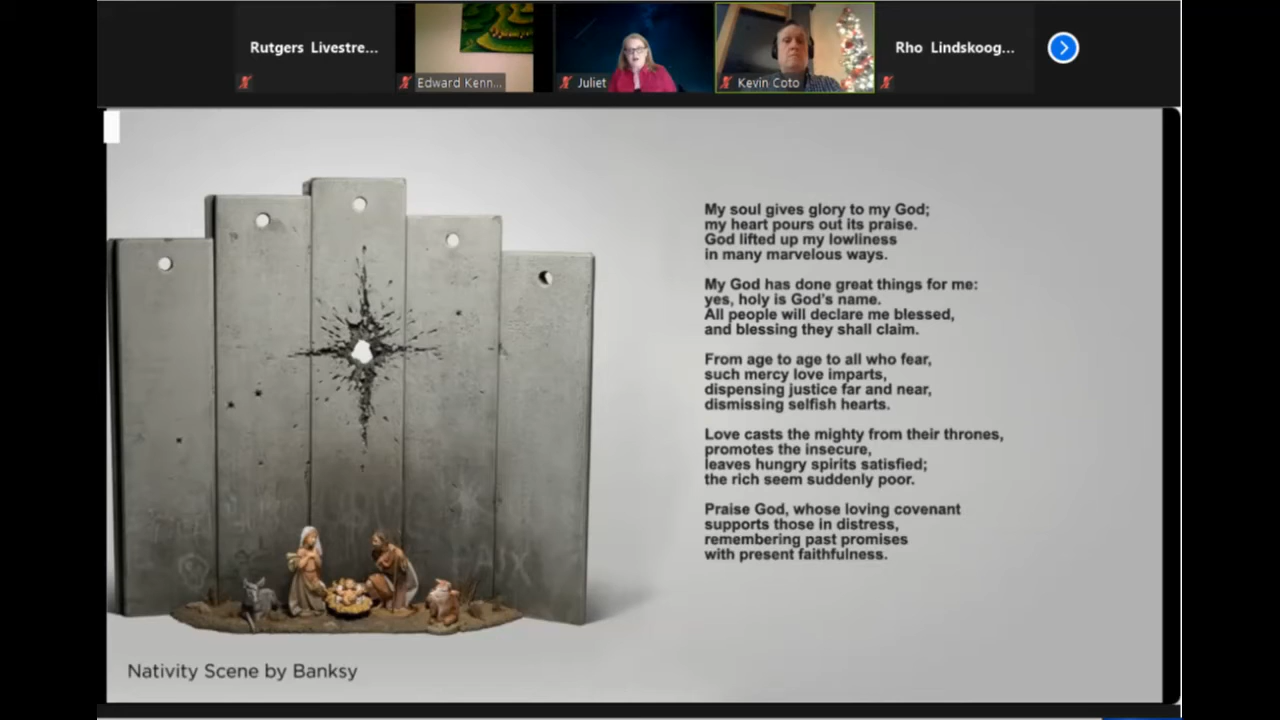 Rutgers Livestre...
Edward Kenn...
Juliet
Kevin Coto
Rho Lindskoog...
My soul gives glory to my God;
my heart pours out its praise.
God lifted up my lowliness
in many marvelous ways.
My God has done great things for me:
yes, holy is God's name.
All people will declare me blessed,
and blessing they shall claim.
From age to age to all who fear,
such mercy love imparts,
dispensing justice far and near,
dismissing selfish hearts.
Love casts the mighty from their thrones,
promotes the insecure,
leaves hungry spirits satisfied;
the rich seem suddenly poor.
Praise God, whose loving covenant
supports those in distress,
remembering past promises
with present faithfulness.
PAIX
Nativity Scene by Banksy